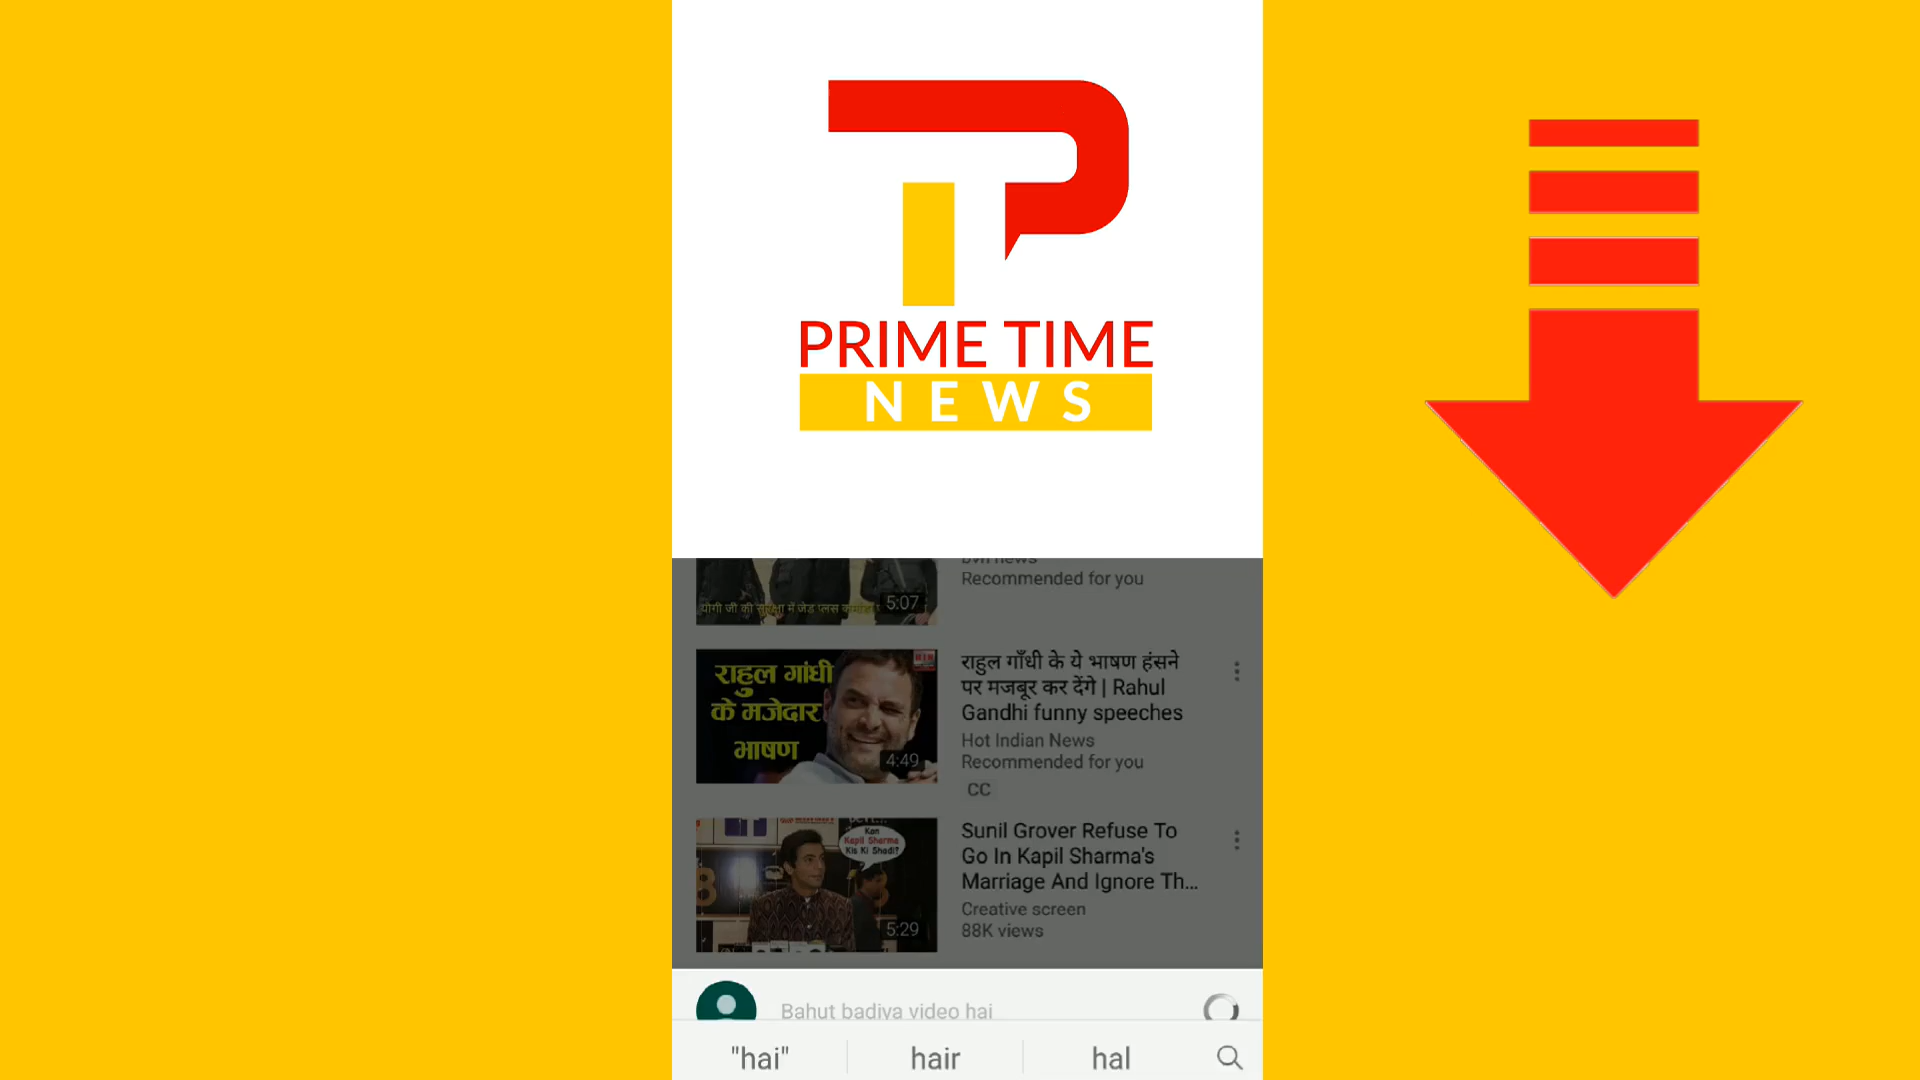 PRIME TIME
NEWS
Recommended for you
योगी जी की सुरक्षा में जेड प्लस
5:07
राहुल गांधी
के मजेदार
भाषण
4:49
राहुल गाँधी के ये भाषण हंसने
पर मजबूर कर देंगे | Rahul
Gandhi funny speeches
Hot Indian News
Recommended for you
CC
Kon
Kapil Sharma
Kis Ki Shadi?
5:29
Sunil Grover Refuse To
Go In Kapil Sharma's
Marriage And Ignore Th...
Creative screen
88K views
Bahut badiya video hai
"hai" hair hal